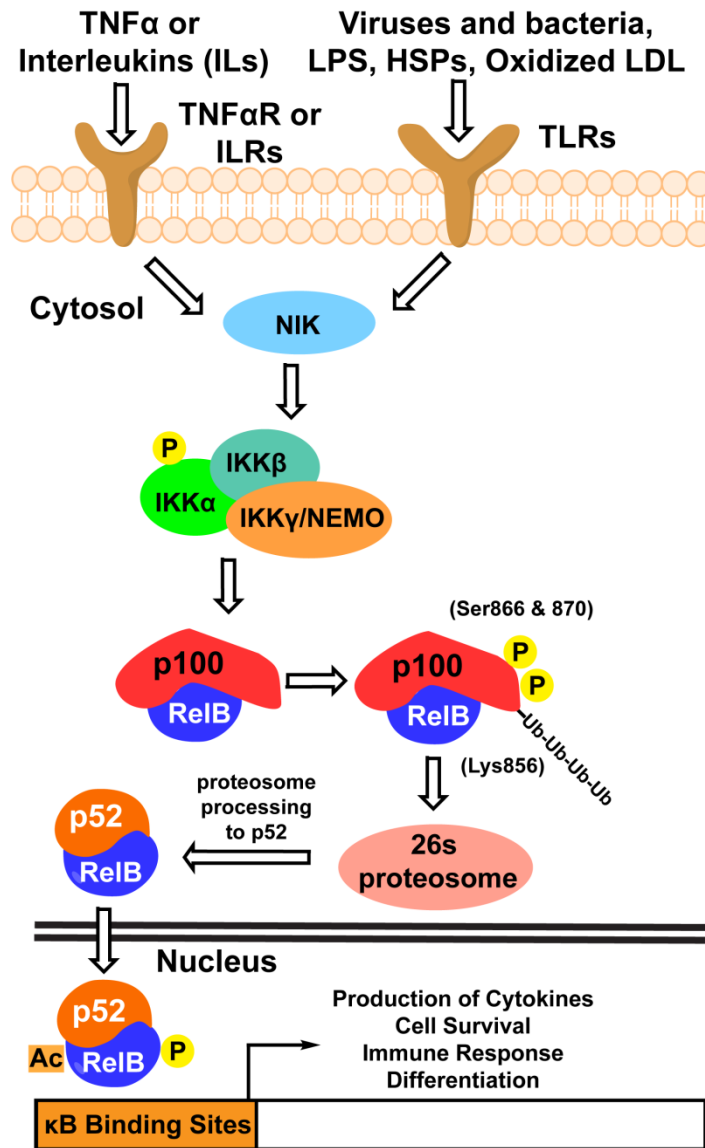 TNFα or
Interleukins (ILs)
Viruses and bacteria,
LPS, HSPs, Oxidized LDL
TNFαR or
ILRs
TLRs
Cytosol
NIK
P
IKKβ
IKKα
IKKγ/NEMO
(Ser866 & 870)
p100
RelB
p100
RelB
P
P
-Ub-Ub-Ub-Ub
(Lys856)
proteosome
processing
to p52
26s
proteosome
p52
RelB
Nucleus
p52
RelB
Ac
P
Production of Cytokines
Cell Survival
Immune Response
Differentiation
κB Binding Sites